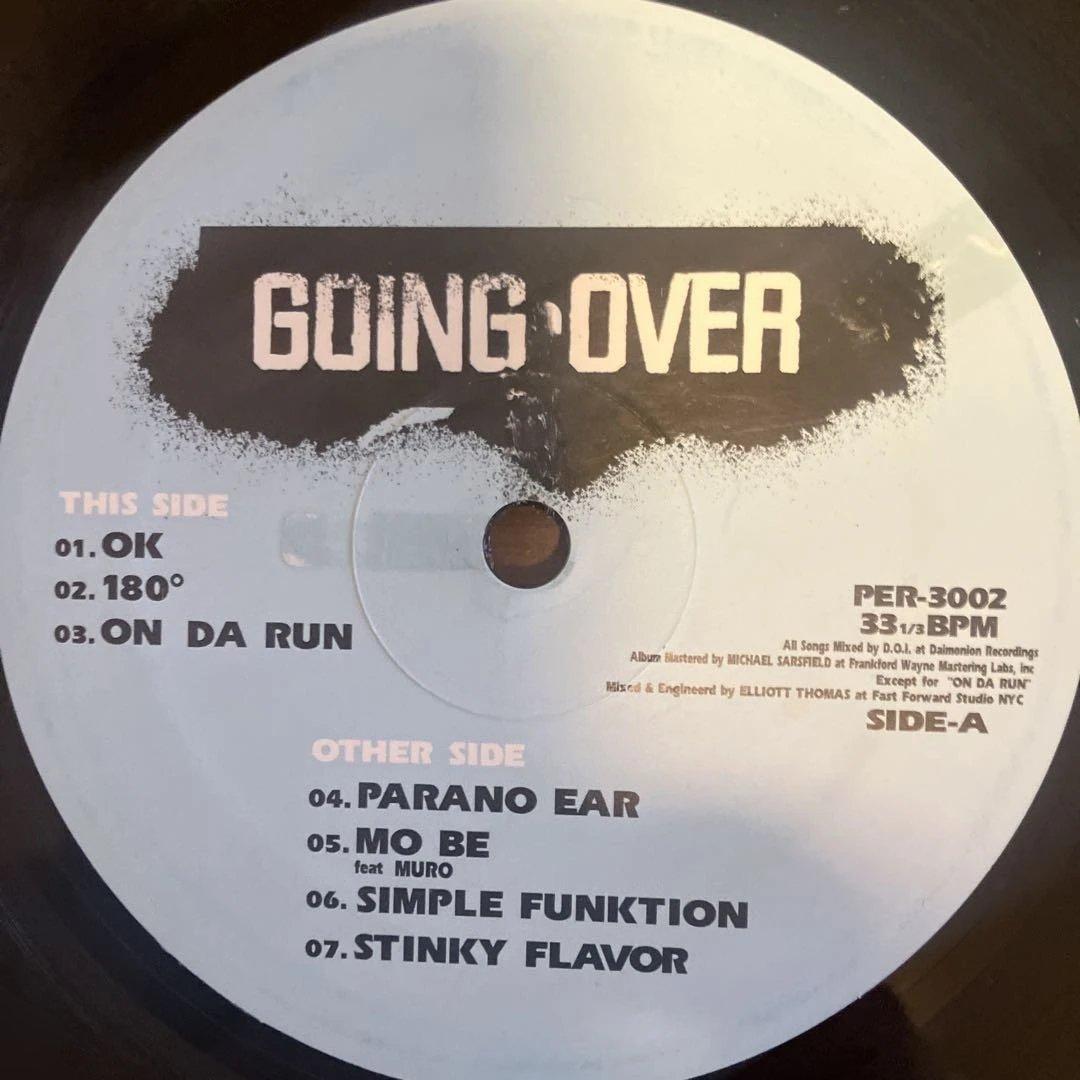 GOING OVER
THIS SIDE
01. OK
02. 180°
03. ON DA RUN
PER-3002
33 1/3 BPM
All Songs Mixed by D.O.I. at Daimonion Recordings
Album Mastered by MICHAEL SARSFIELD at Frankford Wayne Mastering Labs, inc
Except for "ON DA RUN"
Mixed & Engineerd by ELLIOTT THOMAS at Fast Forward Studio NYC
SIDE-A
OTHER SIDE
04. PARANO EAR
05. MO BE
feat MURO
06. SIMPLE FUNKTION
07. STINKY FLAVOR